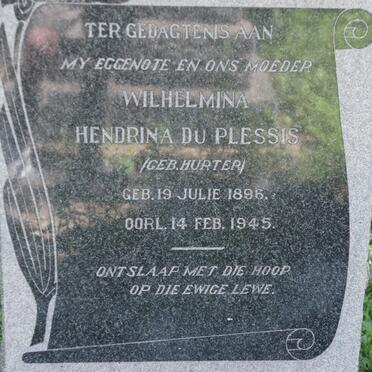 TER GEDAGTENIS AAN
MY EGGENOTE EN ONS MOEDER
WILHELMINA
HENDRINA DU PLESSIS
(GEB. HURTER)
GEB. 19 JULIE 1896.
OORL. 14 FEB. 1945.
ONTSLAAP MET DIE HOOP
OP DIE EWIGE LEWE.